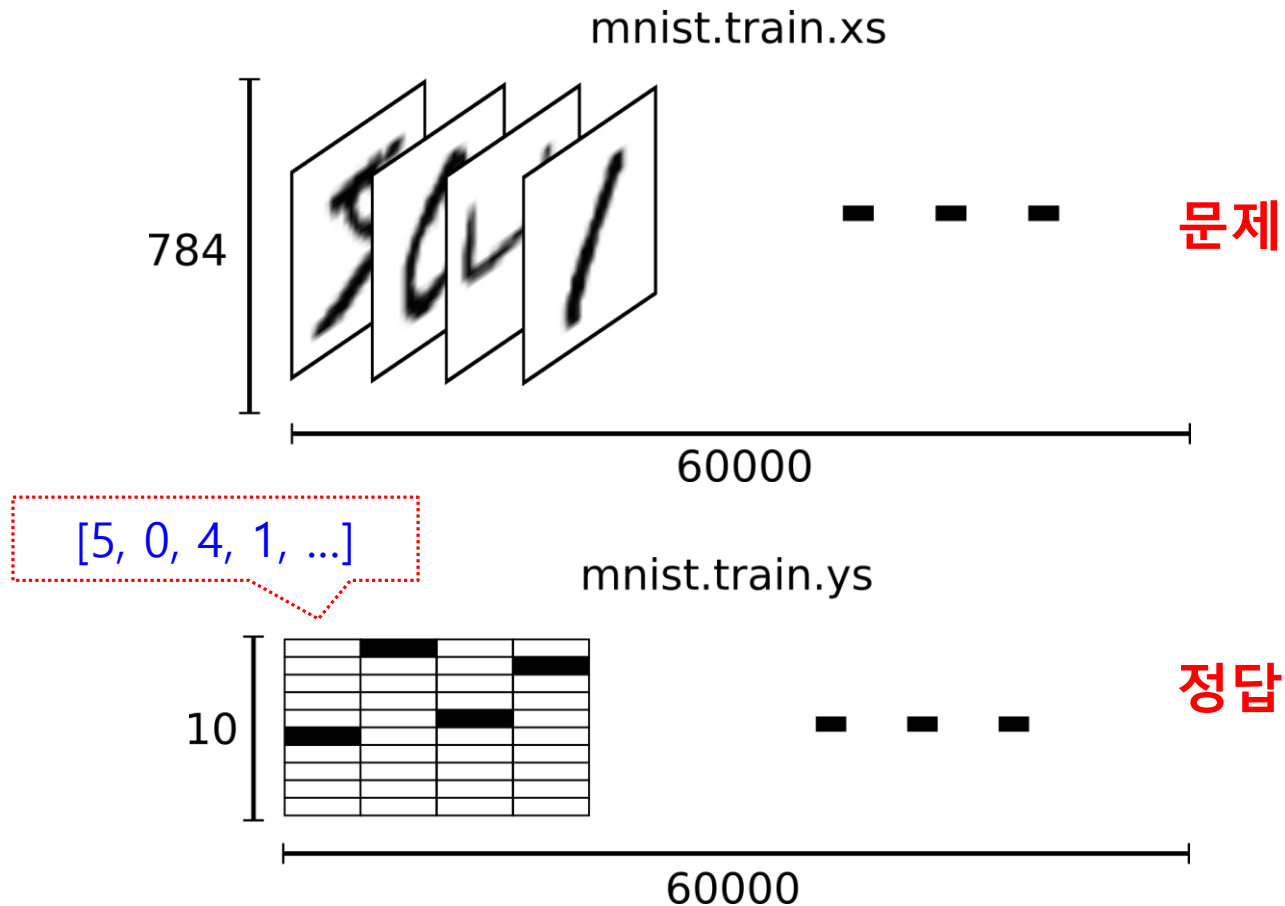 mnist.train.xs
784
문제
60000
[5, 0, 4, 1, ...]
mnist.train.ys
10
정답
60000